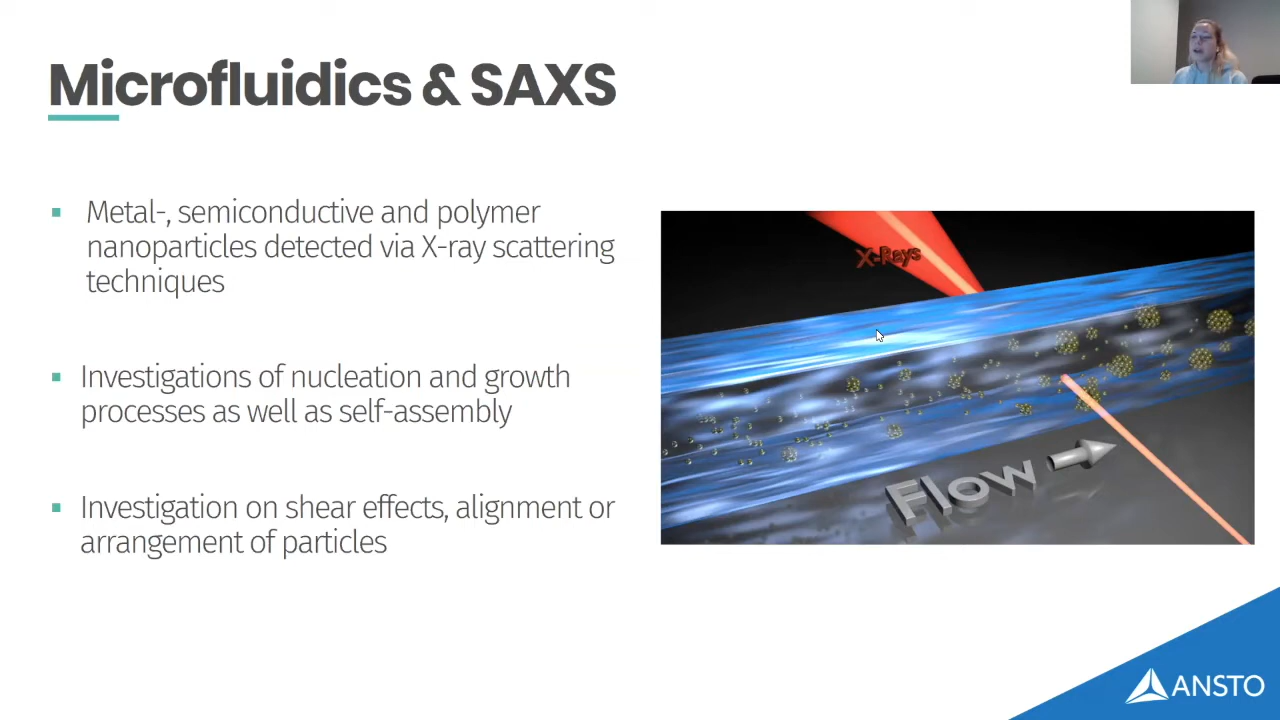 Microfluidics & SAXS
Metal-, semiconductive and polymer
nanoparticles detected via X-ray scattering
techniques
Investigations of nucleation and growth
processes as well as self-assembly
Investigation on shear effects, alignment or
arrangement of particles
X-Rays
Flow
ANSTO